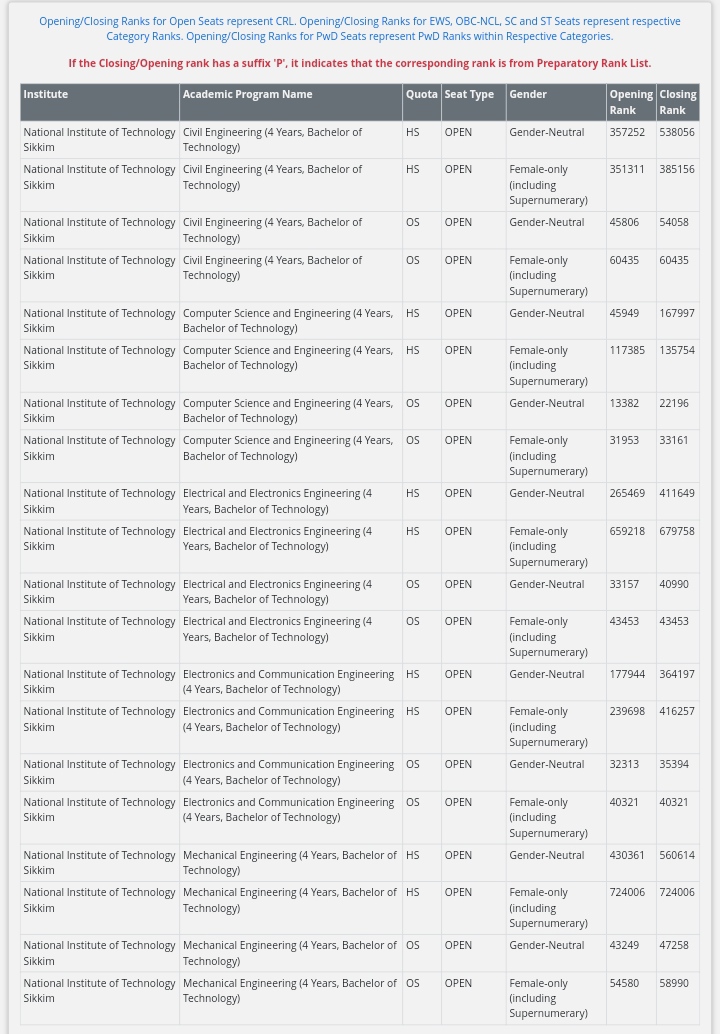 Opening/Closing Ranks for Open Seats represent CRL. Opening/Closing Ranks for EWS, OBC-NCL, SC and ST Seats represent respective
Category Ranks. Opening/Closing Ranks for PwD Seats represent PwD Ranks within Respective Categories.
If the Closing/Opening rank has a suffix 'P', it indicates that the corresponding rank is from Preparatory Rank List.
Institute Academic Program Name Quota Seat Type Gender Opening Closing
Rank Rank
National Institute of Technology Civil Engineering (4 Years, Bachelor of HS OPEN Gender-Neutral 357252 538056
Sikkim Technology)
National Institute of Technology Civil Engineering (4 Years, Bachelor of HS OPEN Female-only 351311 385156
Sikkim Technology) (including
Supernumerary)
National Institute of Technology Civil Engineering (4 Years, Bachelor of OS OPEN Gender-Neutral 45806 54058
Sikkim Technology)
National Institute of Technology Civil Engineering (4 Years, Bachelor of OS OPEN Female-only 60435 60435
Sikkim Technology) (including
Supernumerary)
National Institute of Technology Computer Science and Engineering (4 Years, HS OPEN Gender-Neutral 45949 167997
Sikkim Bachelor of Technology)
National Institute of Technology Computer Science and Engineering (4 Years, HS OPEN Female-only 117385 135754
Sikkim Bachelor of Technology) (including
Supernumerary)
National Institute of Technology Computer Science and Engineering (4 Years, OS OPEN Gender-Neutral 13382 22196
Sikkim Bachelor of Technology)
National Institute of Technology Computer Science and Engineering (4 Years, OS OPEN Female-only 31953 33161
Sikkim Bachelor of Technology) (including
Supernumerary)
National Institute of Technology Electrical and Electronics Engineering (4 HS OPEN Gender-Neutral 265469 411649
Sikkim Years, Bachelor of Technology)
National Institute of Technology Electrical and Electronics Engineering (4 HS OPEN Female-only 659218 679758
Sikkim Years, Bachelor of Technology) (including
Supernumerary)
National Institute of Technology Electrical and Electronics Engineering (4 OS OPEN Gender-Neutral 33157 40990
Sikkim Years, Bachelor of Technology)
National Institute of Technology Electrical and Electronics Engineering (4 OS OPEN Female-only 43453 43453
Sikkim Years, Bachelor of Technology) (including
Supernumerary)
National Institute of Technology Electronics and Communication Engineering HS OPEN Gender-Neutral 177944 364197
Sikkim (4 Years, Bachelor of Technology)
National Institute of Technology Electronics and Communication Engineering HS OPEN Female-only 239698 416257
Sikkim (4 Years, Bachelor of Technology) (including
Supernumerary)
National Institute of Technology Electronics and Communication Engineering OS OPEN Gender-Neutral 32313 35394
Sikkim (4 Years, Bachelor of Technology)
National Institute of Technology Electronics and Communication Engineering OS OPEN Female-only 40321 40321
Sikkim (4 Years, Bachelor of Technology) (including
Supernumerary)
National Institute of Technology Mechanical Engineering (4 Years, Bachelor of HS OPEN Gender-Neutral 430361 560614
Sikkim Technology)
National Institute of Technology Mechanical Engineering (4 Years, Bachelor of HS OPEN Female-only 724006 724006
Sikkim Technology) (including
Supernumerary)
National Institute of Technology Mechanical Engineering (4 Years, Bachelor of OS OPEN Gender-Neutral 43249 47258
Sikkim Technology)
National Institute of Technology Mechanical Engineering (4 Years, Bachelor of OS OPEN Female-only 54580 58990
Sikkim Technology) (including
Supernumerary)